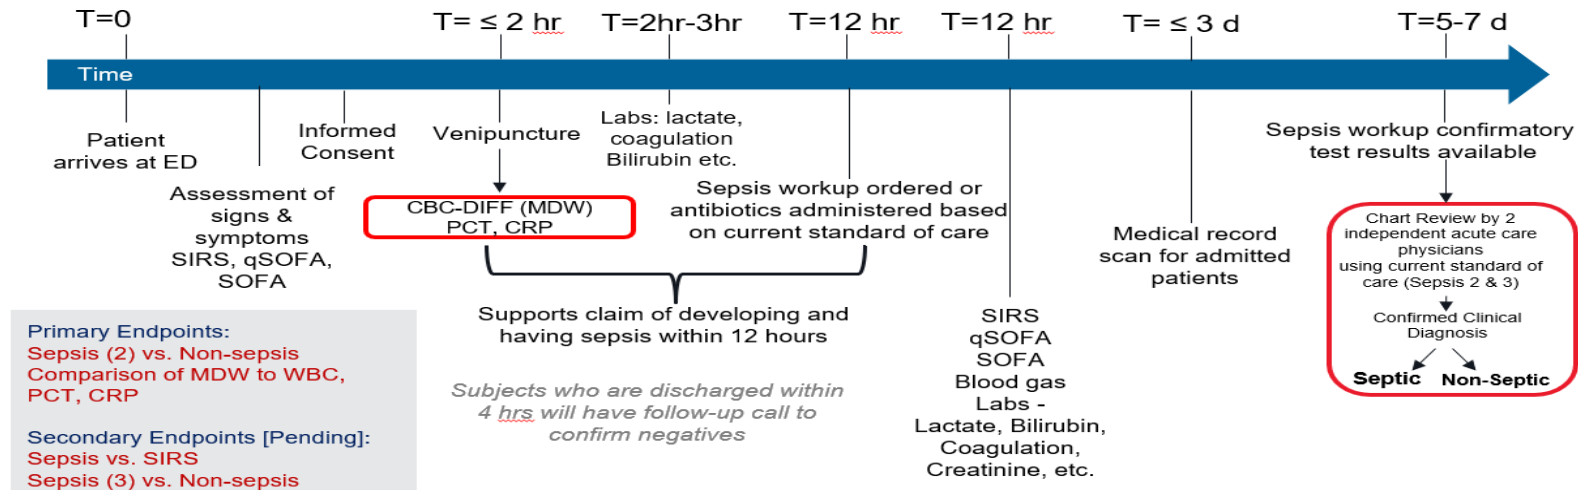 T=0
T= ≤ 2 hr
T=2hr-3hr
T=12 hr
T=12 hr
T= ≤ 3 d
T=5-7 d
Time
Patient
arrives at ED
Assessment of
signs &
symptoms
SIRS, qSOFA,
SOFA
Informed
Consent
Venipuncture
CBC-DIFF (MDW)
PCT, CRP
Labs: lactate,
coagulation
Bilirubin etc.
Sepsis workup ordered or
antibiotics administered based
on current standard of care
Supports claim of developing and
having sepsis within 12 hours
Subjects who are discharged within
4 hrs will have follow-up call to
confirm negatives
SIRS
qSOFA
SOFA
Blood gas
Labs -
Lactate, Bilirubin,
Coagulation,
Creatinine, etc.
Medical record
scan for admitted
patients
Sepsis workup confirmatory
test results available
Chart Review by 2
independent acute care
physicians
using current standard of
care (Sepsis 2 & 3)
Confirmed Clinical
Diagnosis
Septic
Non-Septic
Primary Endpoints:
Sepsis (2) vs. Non-sepsis
Comparison of MDW to WBC,
PCT, CRP
Secondary Endpoints [Pending]:
Sepsis vs. SIRS
Sepsis (3) vs. Non-sepsis